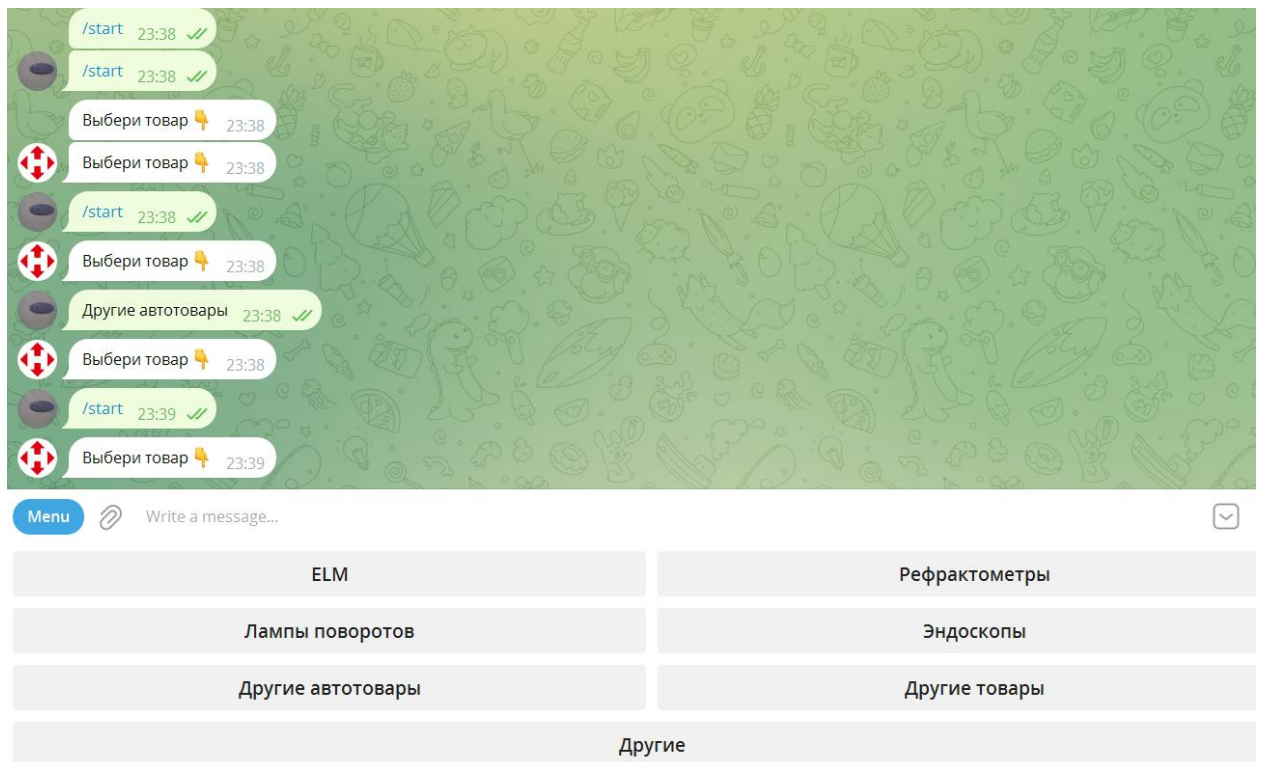 /start 23:38
/start 23:38
Выбери товар 👇 23:38
Выбери товар 👇 23:38
/start 23:38
Выбери товар 👇 23:38
Другие автотовары 23:38
Выбери товар 👇 23:38
/start 23:39
Выбери товар 👇 23:39
Menu Write a message...
ELM Рефрактометры
Лампы поворотов Эндоскопы
Другие автотовары Другие товары
Другие